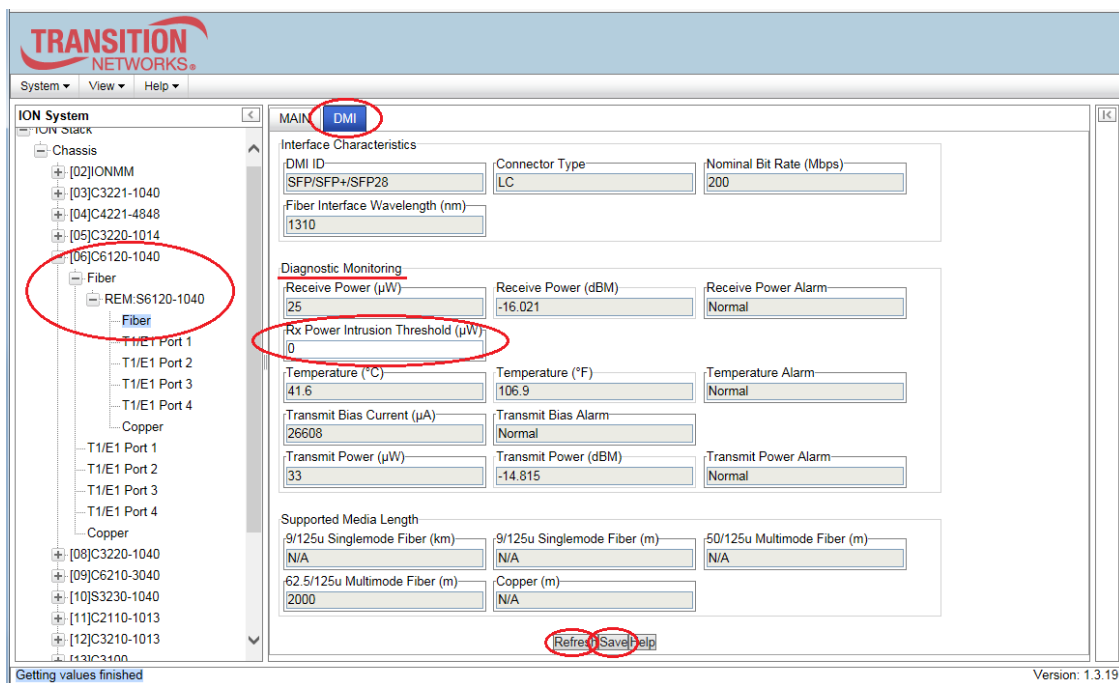 TRANSITION
NETWORKS®
System View Help
ION System
ION Stack
Chassis
[02]IONMM
[03]C3221-1040
[04]C4221-4848
[05]C3220-1014
[06]C6120-1040
Fiber
REM:S6120-1040
Fiber
T1/E1 Port 1
T1/E1 Port 2
T1/E1 Port 3
T1/E1 Port 4
Copper
T1/E1 Port 1
T1/E1 Port 2
T1/E1 Port 3
T1/E1 Port 4
Copper
[08]C3220-1040
[09]C6210-3040
[10]S3230-1040
[11]C2110-1013
[12]C3210-1013
[13]C3100
MAIN DMI
Interface Characteristics
DMI ID Connector Type Nominal Bit Rate (Mbps)
SFP/SFP+/SFP28 LC 200
Fiber Interface Wavelength (nm)
1310
Diagnostic Monitoring
Receive Power (µW) Receive Power (dBM) Receive Power Alarm
25 -16.021 Normal
Rx Power Intrusion Threshold (µW)
0
Temperature (°C) Temperature (°F) Temperature Alarm
41.6 106.9 Normal
Transmit Bias Current (µA) Transmit Bias Alarm
26608 Normal
Transmit Power (µW) Transmit Power (dBM) Transmit Power Alarm
33 -14.815 Normal
Supported Media Length
9/125u Singlemode Fiber (km) 9/125u Singlemode Fiber (m) 50/125u Multimode Fiber (m)
N/A N/A N/A
62.5/125u Multimode Fiber (m) Copper (m)
2000 N/A
Refresh Save Help
Getting values finished Version: 1.3.19